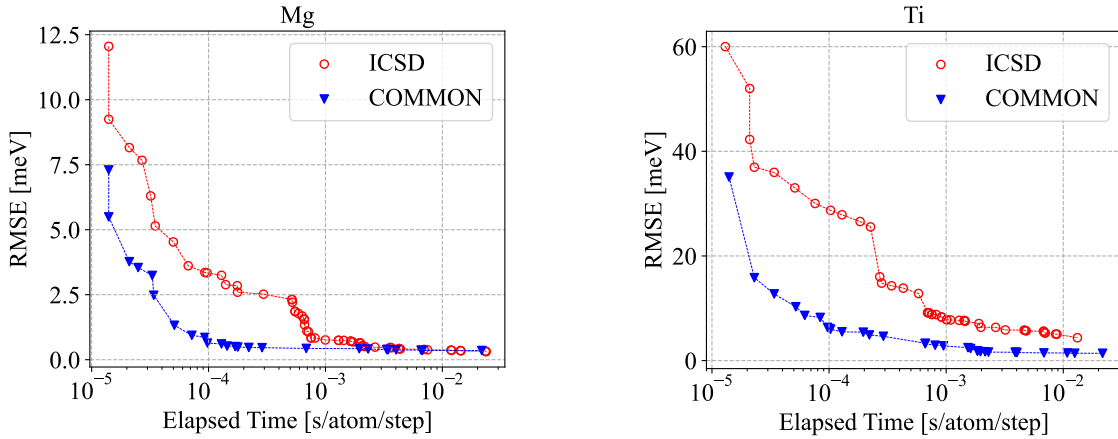 Mg
12.5
10.0
7.5
5.0
2.5
0.0
RMSE [meV]
ICSD
COMMON
10⁻⁵
10⁻⁴
10⁻³
10⁻²
Elapsed Time [s/atom/step]
Ti
60
40
20
0
RMSE [meV]
ICSD
COMMON
10⁻⁵
10⁻⁴
10⁻³
10⁻²
Elapsed Time [s/atom/step]